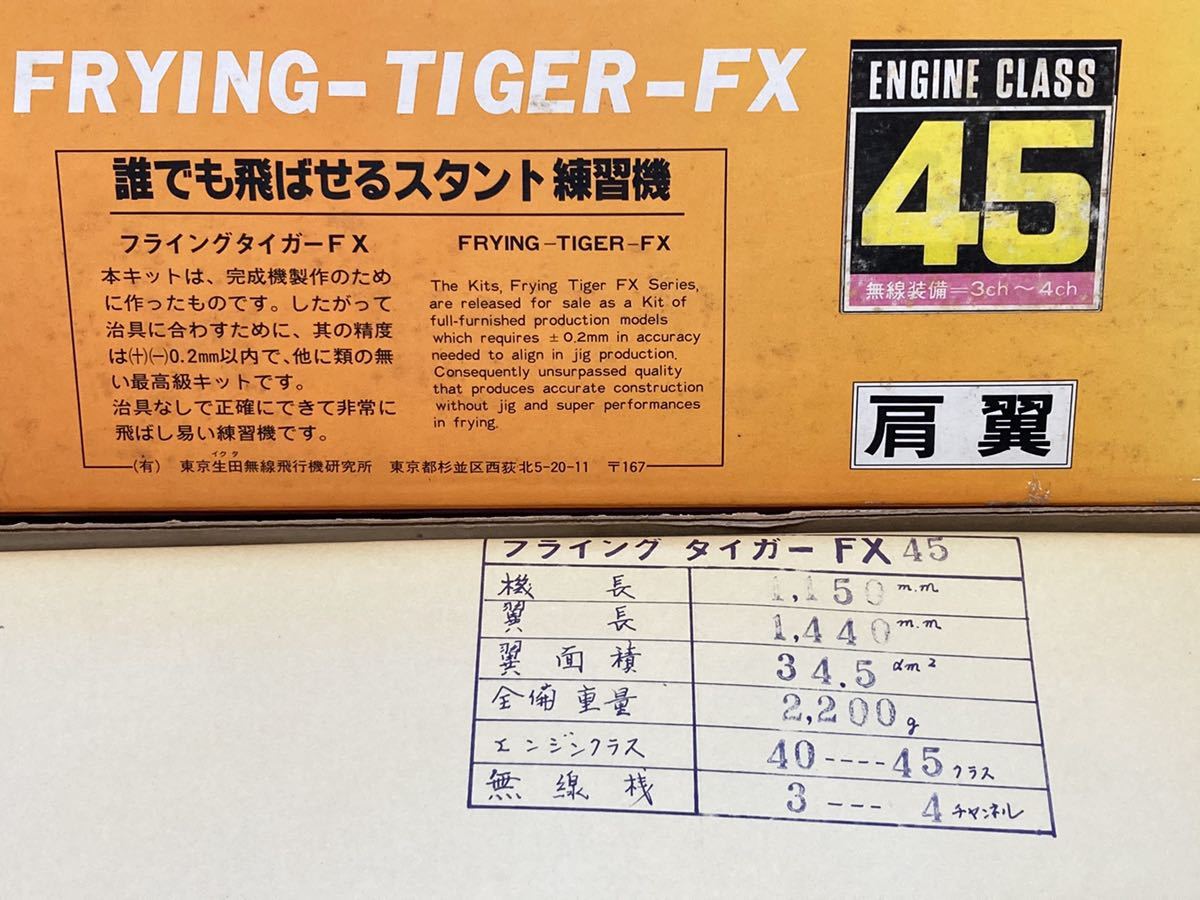 FRYING-TIGER-FX
ENGINE CLASS
45
無線装備=3ch〜4ch
肩翼
誰でも飛ばせるスタント練習機
フライングタイガーFX
本キットは、完成機製作のため
に作ったものです。したがって
治具に合わすために、其の精度
は(+)(-)0.2mm以内で、他に類の無
い最高級キットです。
治具なしで正確にできて非常に
飛ばし易い練習機です。
FRYING-TIGER-FX
The Kits, Frying Tiger FX Series,
are released for sale as a Kit of
full-furnished production models
which requires ±0.2mm in accuracy
needed to align in jig production.
Consequently unsurpassed quality
that produces accurate construction
without jig and super performances
in frying.
イクタ
(有) 東京生田無線飛行機研究所 東京都杉並区西荻北5-20-11 〒167
フライング タイガー FX 45
機長 1,150 m.m
翼長 1,440 m.m
翼面積 34.5 dm²
全備重量 2,200g
エンジンクラス 40----45クラス
無線桟 3---4チャンネル